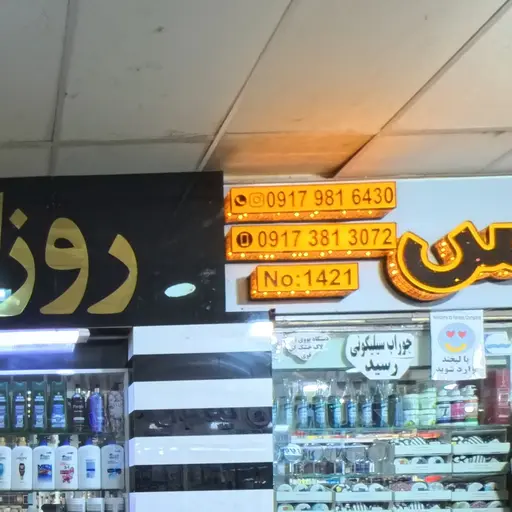 روز
0917 981 6430
0917 381 3072
No:1421
س
جوراب سیلیکونی
رسید
با لبخند
وارد شوید